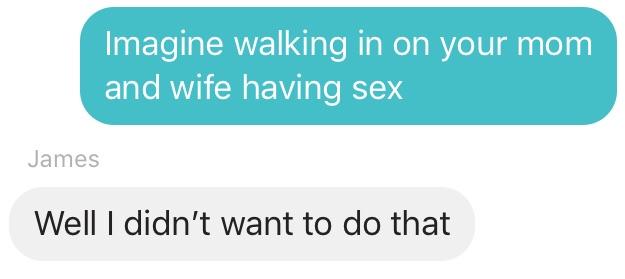 Imagine walking in on your mom
and wife having sex
James
Well I didn’t want to do that